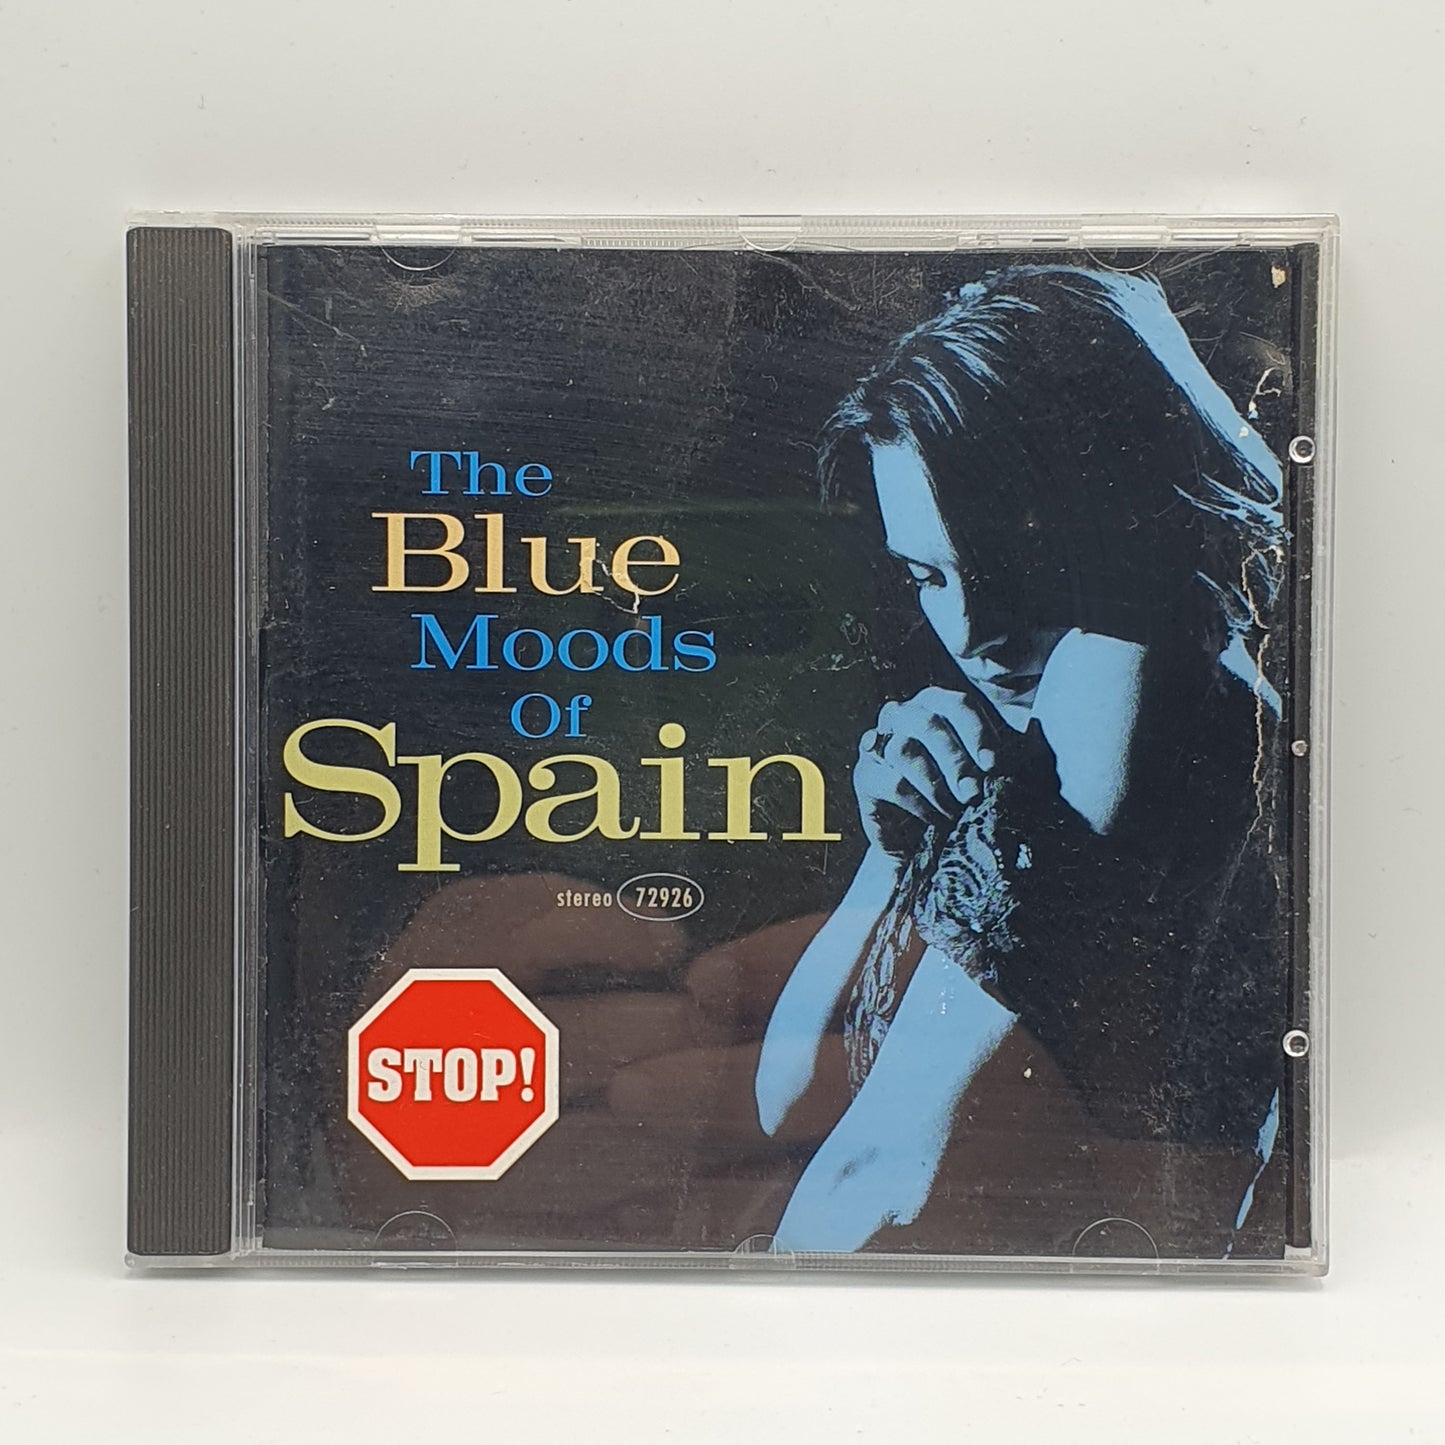 The
Blue
Moods
Of
Spain
stereo 72926
STOP!